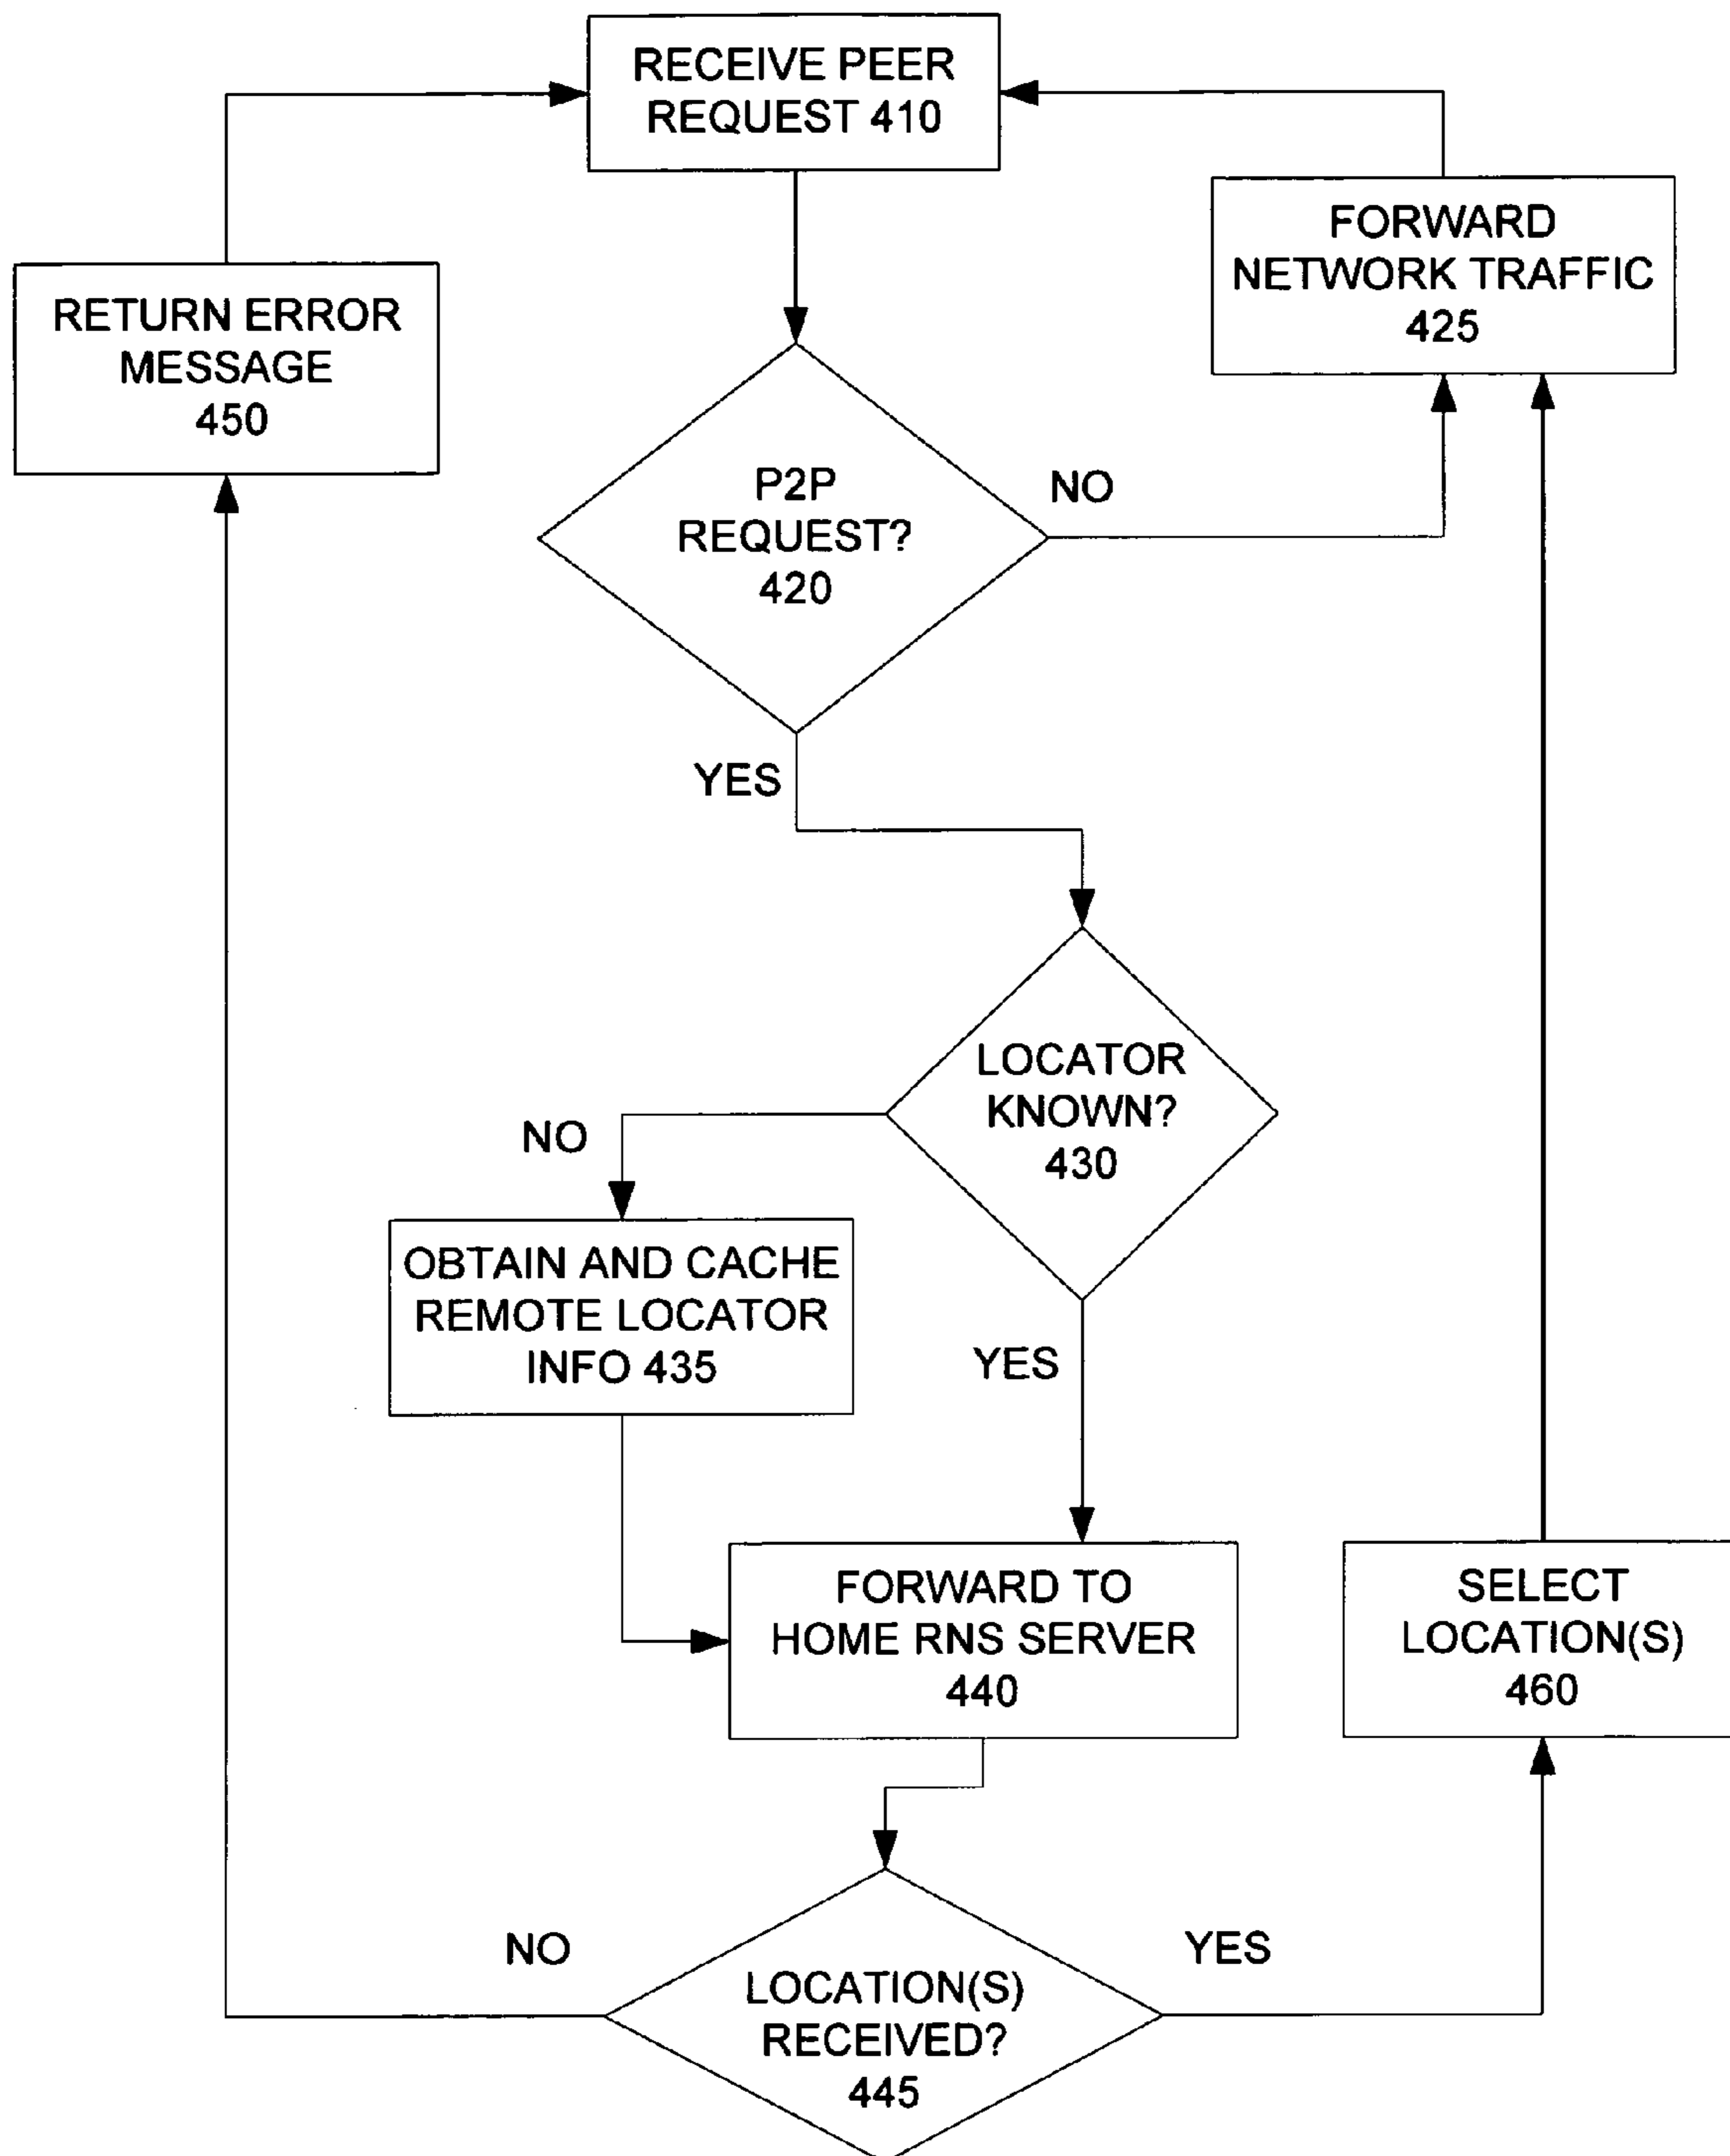 RECEIVE PEER
REQUEST 410
FORWARD
NETWORK TRAFFIC
425
RETURN ERROR
MESSAGE
450
P2P
REQUEST?
420
NO
YES
LOCATOR
KNOWN?
430
NO
OBTAIN AND CACHE
REMOTE LOCATOR
INFO 435
YES
FORWARD TO
HOME RNS SERVER
440
SELECT
LOCATION(S)
460
NO
YES
LOCATION(S)
RECEIVED?
445